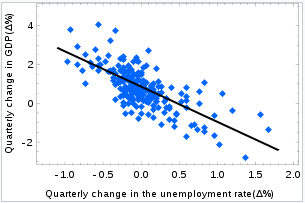 Quarterly change in GDP(Δ%)
4
2
0
-2
-1.0 -0.5 0.0 0.5 1.0 1.5 2.0
Quarterly change in the unemployment rate(Δ%)